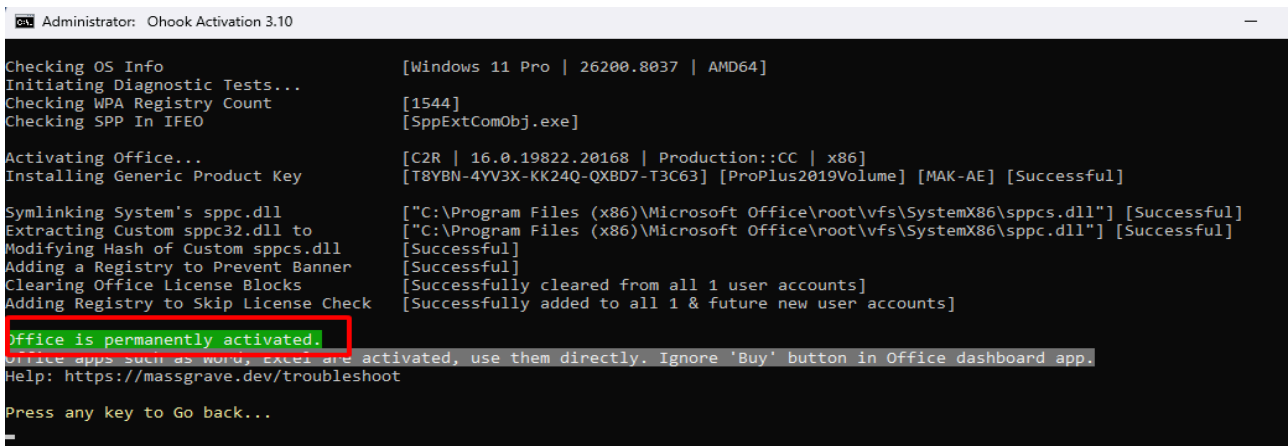 Administrator: Ohook Activation 3.10
Checking OS Info [Windows 11 Pro | 26200.8037 | AMD64]
Initiating Diagnostic Tests...
Checking WPA Registry Count [1544]
Checking SPP In IFEO [SppExtComObj.exe]
Activating Office... [C2R | 16.0.19822.20168 | Production::CC | x86]
Installing Generic Product Key [T8YBN-4YV3X-KK24Q-QXBD7-T3C63] [ProPlus2019Volume] [MAK-AE] [Successful]
Symlinking System's sppc.dll ["C:\Program Files (x86)\Microsoft Office\root\vfs\SystemX86\sppcs.dll"] [Successful]
Extracting Custom sppc32.dll to ["C:\Program Files (x86)\Microsoft Office\root\vfs\SystemX86\sppc.dll"] [Successful]
Modifying Hash of Custom sppcs.dll [Successful]
Adding a Registry to Prevent Banner [Successful]
Clearing Office License Blocks [Successfully cleared from all 1 user accounts]
Adding Registry to Skip License Check [Successfully added to all 1 & future new user accounts]
Office is permanently activated.
Office apps such as Word, Excel are activated, use them directly. Ignore 'Buy' button in Office dashboard app.
Help: https://massgrave.dev/troubleshoot
Press any key to Go back...